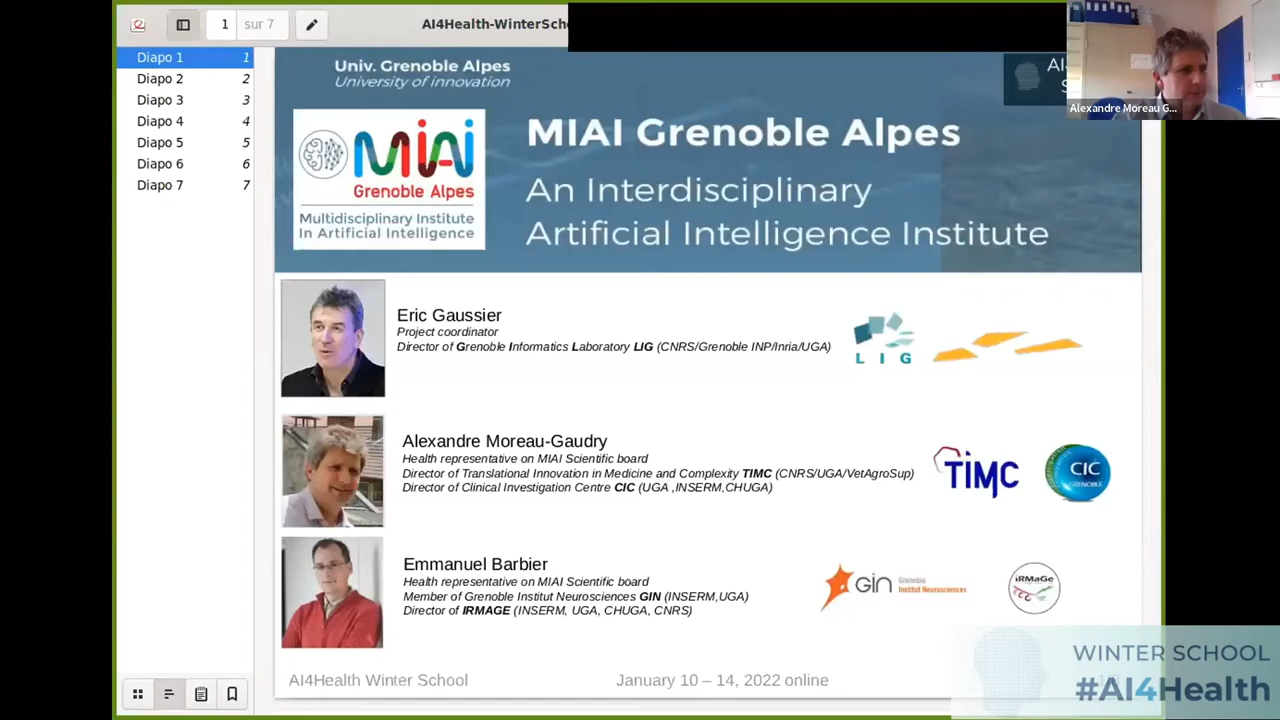 1 sur 7
AI4Health-WinterSch
Alexandre Moreau G...
Diapo 1 1
Diapo 2 2
Diapo 3 3
Diapo 4 4
Diapo 5 5
Diapo 6 6
Diapo 7 7
Univ. Grenoble Alpes
University of innovation
MIAI
Grenoble Alpes
Multidisciplinary Institute
In Artificial Intelligence
MIAI Grenoble Alpes
An Interdisciplinary
Artificial Intelligence Institute
Eric Gaussier
Project coordinator
Director of Grenoble Informatics Laboratory LIG (CNRS/Grenoble INP/Inria/UGA)
LIG
Alexandre Moreau-Gaudry
Health representative on MIAI Scientific board
Director of Translational Innovation in Medicine and Complexity TIMC (CNRS/UGA/VetAgroSup)
Director of Clinical Investigation Centre CIC (UGA ,INSERM,CHUGA)
TIMC
CIC
GRENOBLE
Emmanuel Barbier
Health representative on MIAI Scientific board
Member of Grenoble Institut Neurosciences GIN (INSERM,UGA)
Director of IRMAGE (INSERM, UGA, CHUGA, CNRS)
Gin
Grenoble
Institut Neurosciences
iRMaGe
AI4Health Winter School January 10 – 14, 2022 online
WINTER SCHOOL
#AI4Health